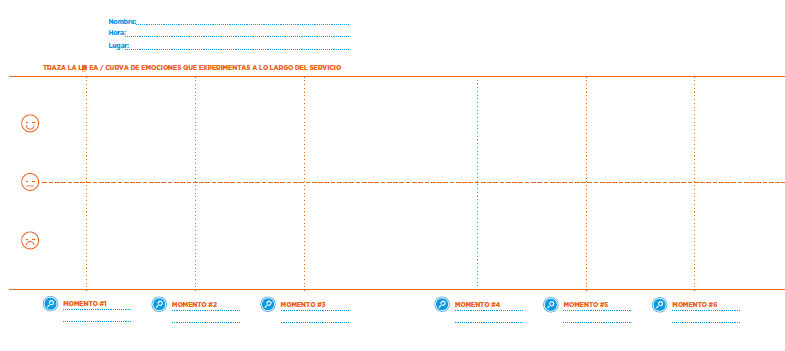 Nombre:
Hora:
Lugar:
TRAZA LA LÍNEA / CURVA DE EMOCIONES QUE EXPERIMENTAS A LO LARGO DEL SERVICIO
MOMENTO #1
MOMENTO #2
MOMENTO #3
MOMENTO #4
MOMENTO #5
MOMENTO #6